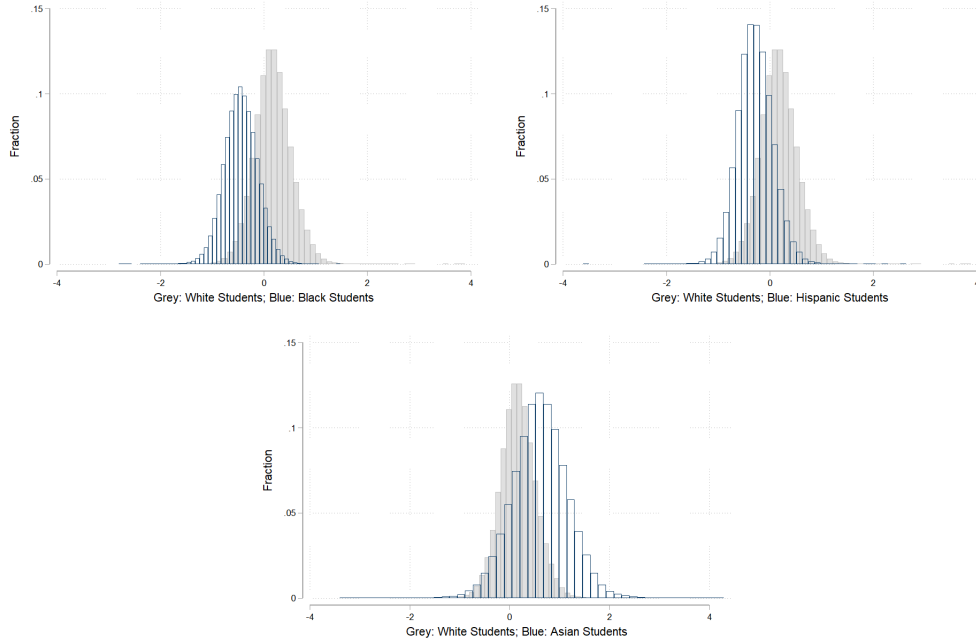 .15
.1
.05
0
Fraction
-4 -2 0 2 4
Grey: White Students; Blue: Black Students
.15
.1
.05
0
Fraction
-4 -2 0 2 4
Grey: White Students; Blue: Hispanic Students
.15
.1
.05
0
Fraction
-4 -2 0 2 4
Grey: White Students; Blue: Asian Students